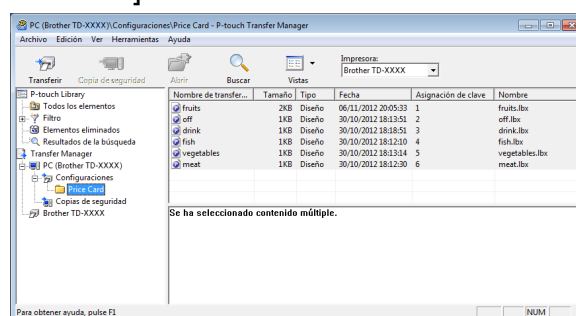 ]
PC (Brother TD-XXXX)\Configuraciones\Price Card - P-touch Transfer Manager
Archivo Edición Ver Herramientas Ayuda
Transferir Copia de seguridad Abrir Buscar Vistas Impresora:
Brother TD-XXXX
P-touch Library
Todos los elementos
Filtro
Elementos eliminados
Resultados de la búsqueda
Transfer Manager
PC (Brother TD-XXXX)
Configuraciones
Price Card
Copias de seguridad
Brother TD-XXXX
Nombre de transfer... Tamaño Tipo Fecha Asignación de clave Nombre
fruits 2KB Diseño 06/11/2012 20:05:33 1 fruits.lbx
off 1KB Diseño 30/10/2012 18:13:51 2 off.lbx
drink 1KB Diseño 30/10/2012 18:18:51 3 drink.lbx
fish 1KB Diseño 30/10/2012 18:12:10 4 fish.lbx
vegetables 1KB Diseño 30/10/2012 18:13:14 5 vegetables.lbx
meat 1KB Diseño 30/10/2012 18:12:30 6 meat.lbx
Se ha seleccionado contenido múltiple.
Para obtener ayuda, pulse F1 NUM